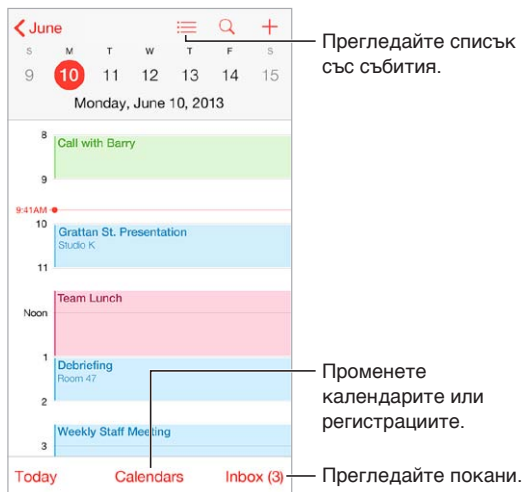 June
S M T W T F S
9 10 11 12 13 14 15
Monday, June 10, 2013
8
Call with Barry
9
9:41AM
10
Grattan St. Presentation
Studio K
11
Team Lunch
Noon
1
Debriefing
Room 47
2
Weekly Staff Meeting
3
Today Calendars Inbox (3)
Прегледайте списък
със събития.
Променете
календарите или
регистрациите.
Прегледайте покани.